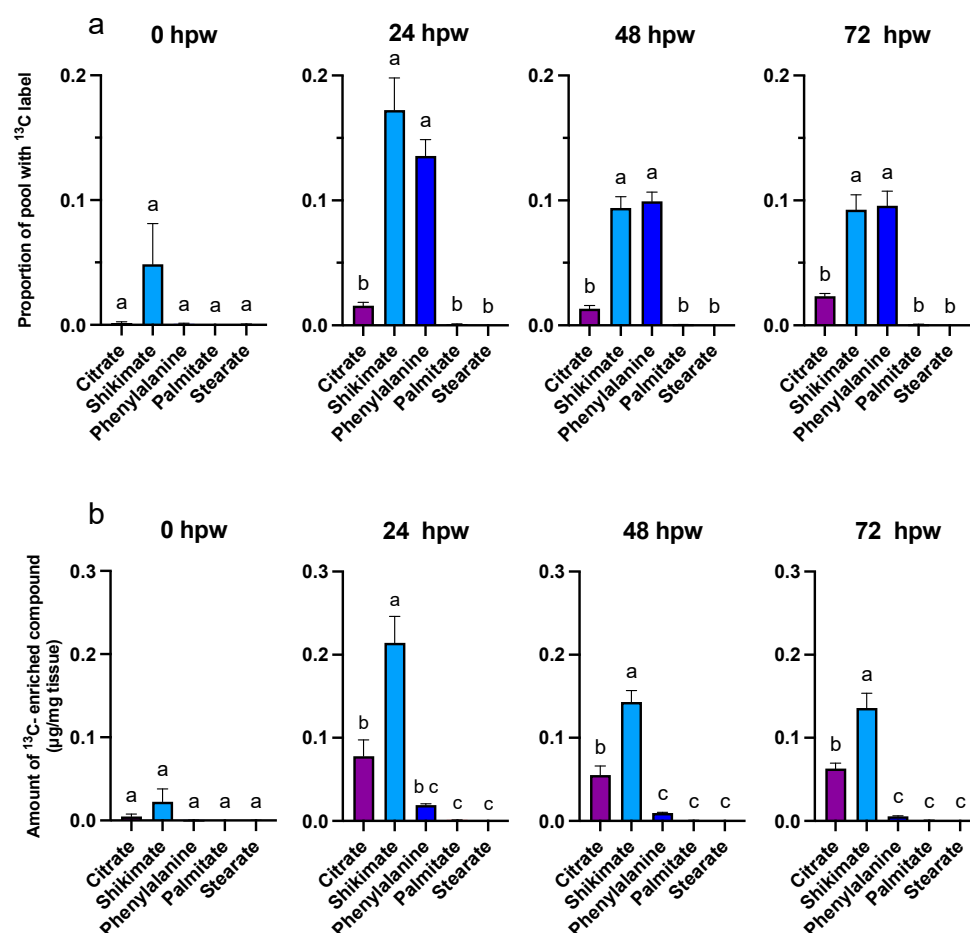 a
0 hpw
24 hpw
48 hpw
72 hpw
Proportion of pool with ¹³C label
0.2
0.1
0.0
a
a
a
a
a
Citrate
Shikimate
Phenylalanine
Palmitate
Stearate
0.2
0.1
0.0
b
a
a
b
b
Citrate
Shikimate
Phenylalanine
Palmitate
Stearate
0.2
0.1
0.0
b
a
a
b
b
Citrate
Shikimate
Phenylalanine
Palmitate
Stearate
0.2
0.1
0.0
b
a
a
b
b
Citrate
Shikimate
Phenylalanine
Palmitate
Stearate
b
0 hpw
24 hpw
48 hpw
72 hpw
Amount of ¹³C- enriched compound
(µg/mg tissue)
0.3
0.2
0.1
0.0
a
a
a
a
a
Citrate
Shikimate
Phenylalanine
Palmitate
Stearate
0.3
0.2
0.1
0.0
b
a
b c
c
c
Citrate
Shikimate
Phenylalanine
Palmitate
Stearate
0.3
0.2
0.1
0.0
b
a
c
c
c
Citrate
Shikimate
Phenylalanine
Palmitate
Stearate
0.3
0.2
0.1
0.0
b
a
c
c
c
Citrate
Shikimate
Phenylalanine
Palmitate
Stearate